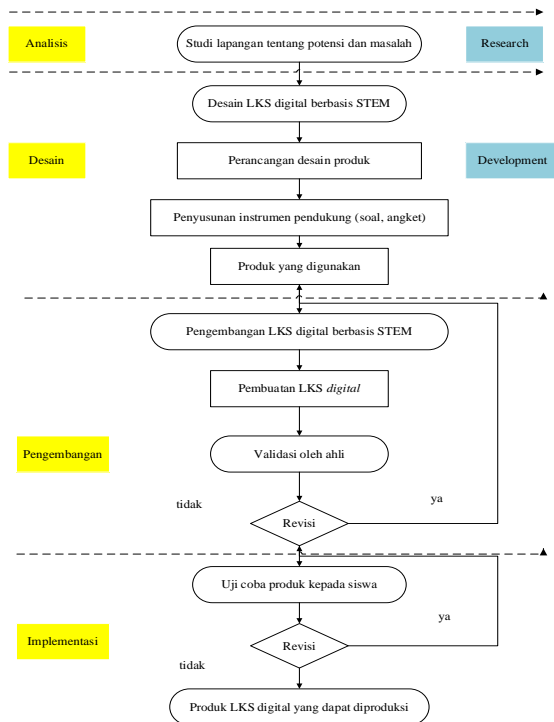 Analisis
Studi lapangan tentang potensi dan masalah
Research
Desain LKS digital berbasis STEM
Desain
Perancangan desain produk
Development
Penyusunan instrumen pendukung (soal, angket)
Produk yang digunakan
Pengembangan LKS digital berbasis STEM
Pembuatan LKS digital
Pengembangan
Validasi oleh ahli
tidak
ya
Revisi
Uji coba produk kepada siswa
ya
Implementasi
Revisi
tidak
Produk LKS digital yang dapat diproduksi